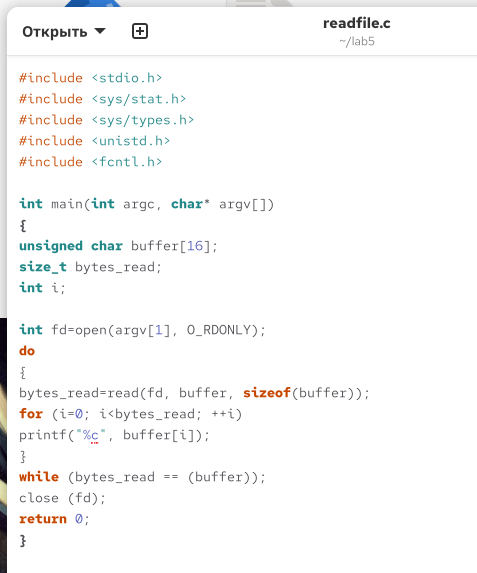 Открыть
readfile.c
~/lab5
#include <stdio.h>
#include <sys/stat.h>
#include <sys/types.h>
#include <unistd.h>
#include <fcntl.h>
int main(int argc, char* argv[])
{
unsigned char buffer[16];
size_t bytes_read;
int i;
int fd=open(argv[1], O_RDONLY);
do
{
bytes_read=read(fd, buffer, sizeof(buffer));
for (i=0; i<bytes_read; ++i)
printf("%c", buffer[i]);
}
while (bytes_read == (buffer));
close (fd);
return 0;
}